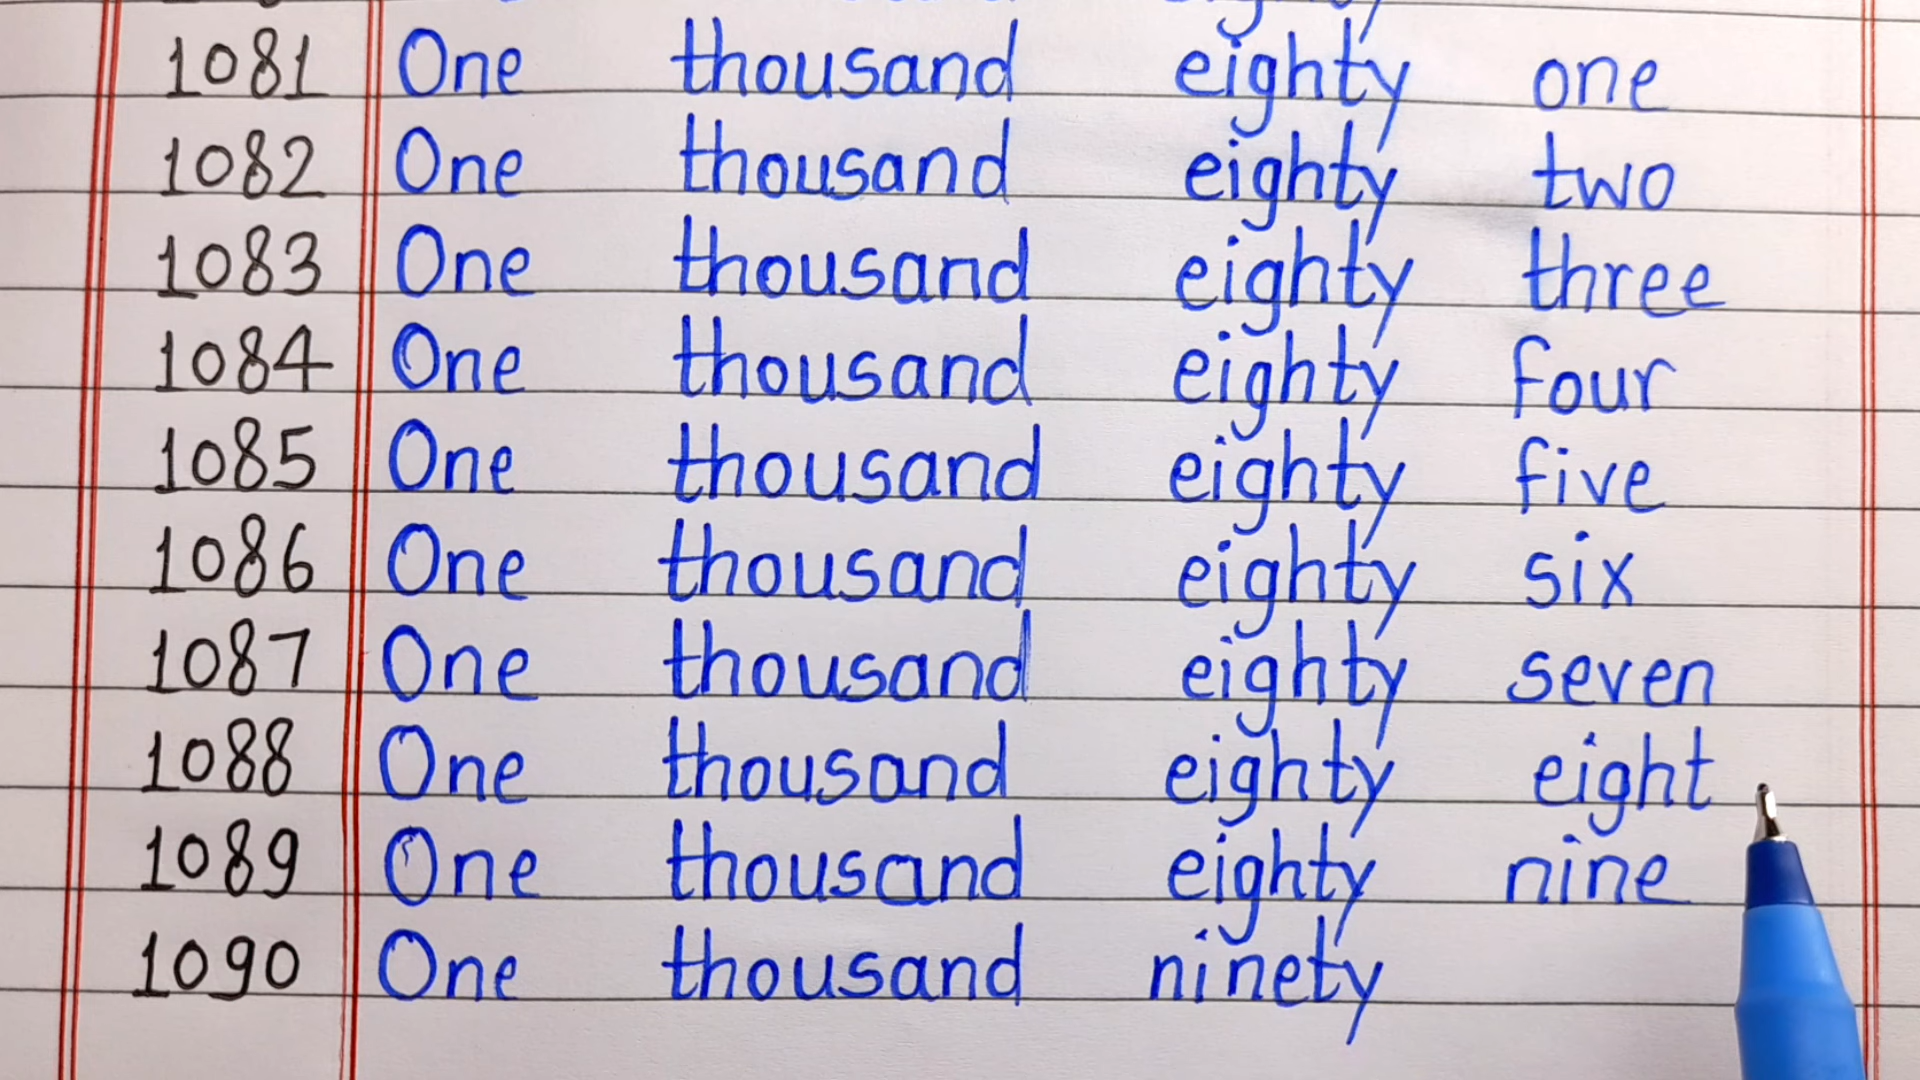 1081 One thousand eighty one
1082 One thousand eighty two
1083 One thousand eighty three
1084 One thousand eighty four
1085 One thousand eighty five
1086 One thousand eighty six
1087 One thousand eighty seven
1088 One thousand eighty eight
1089 One thousand eighty nine
1090 One thousand ninety